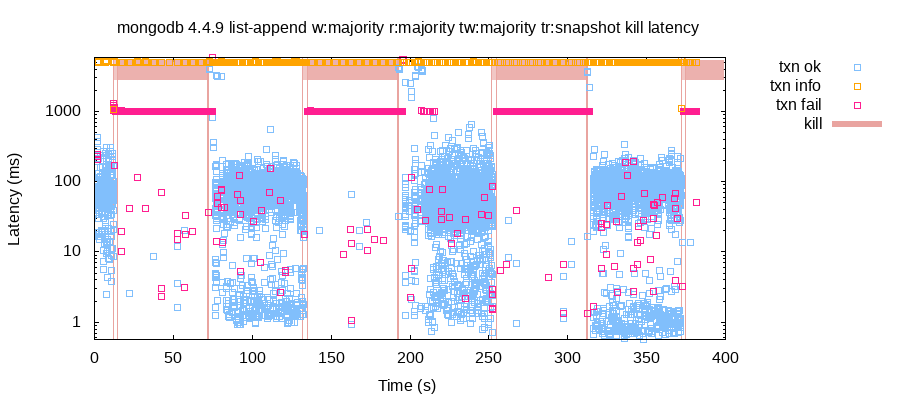 mongodb 4.4.9 list-append w:majority r:majority tw:majority tr:snapshot kill latency
txn ok
txn info
txn fail
kill
Latency (ms)
1000
100
10
1
0 50 100 150 200 250 300 350 400
Time (s)